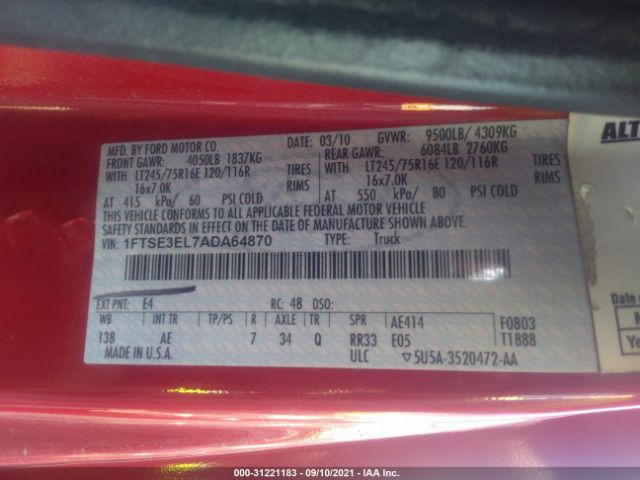 MFD. BY FORD MOTOR CO.
DATE: 03/10 GVWR: 9500LB/ 4309KG
FRONT GAWR: 4050LB 1837KG
REAR GAWR: 6084LB 2760KG
WITH LT245/75R16E 120/116R TIRES
WITH LT245/75R16E 120/116R TIRES
16x7.0K RIMS
16x7.0K RIMS
AT 415 kPa/ 60 PSI COLD
AT 550 kPa/ 80 PSI COLD
THIS VEHICLE CONFORMS TO ALL APPLICABLE FEDERAL MOTOR VEHICLE
SAFETY STANDARDS IN EFFECT ON THE DATE OF MANUFACTURE SHOWN ABOVE.
VIN: 1FTSE3EL7ADA64870 TYPE: Truck
EXT PNT: E4 RC: 48 DSO:
WB INT TR TP/PS R AXLE TR SPR AE414 F0803
138 AE 7 34 Q RR33 E05 T1888
MADE IN U.S.A. ULC ▽5U5A-3520472-AA
ALT
Date of
Ye
000-31221183 - 09/10/2021 - IAA Inc.